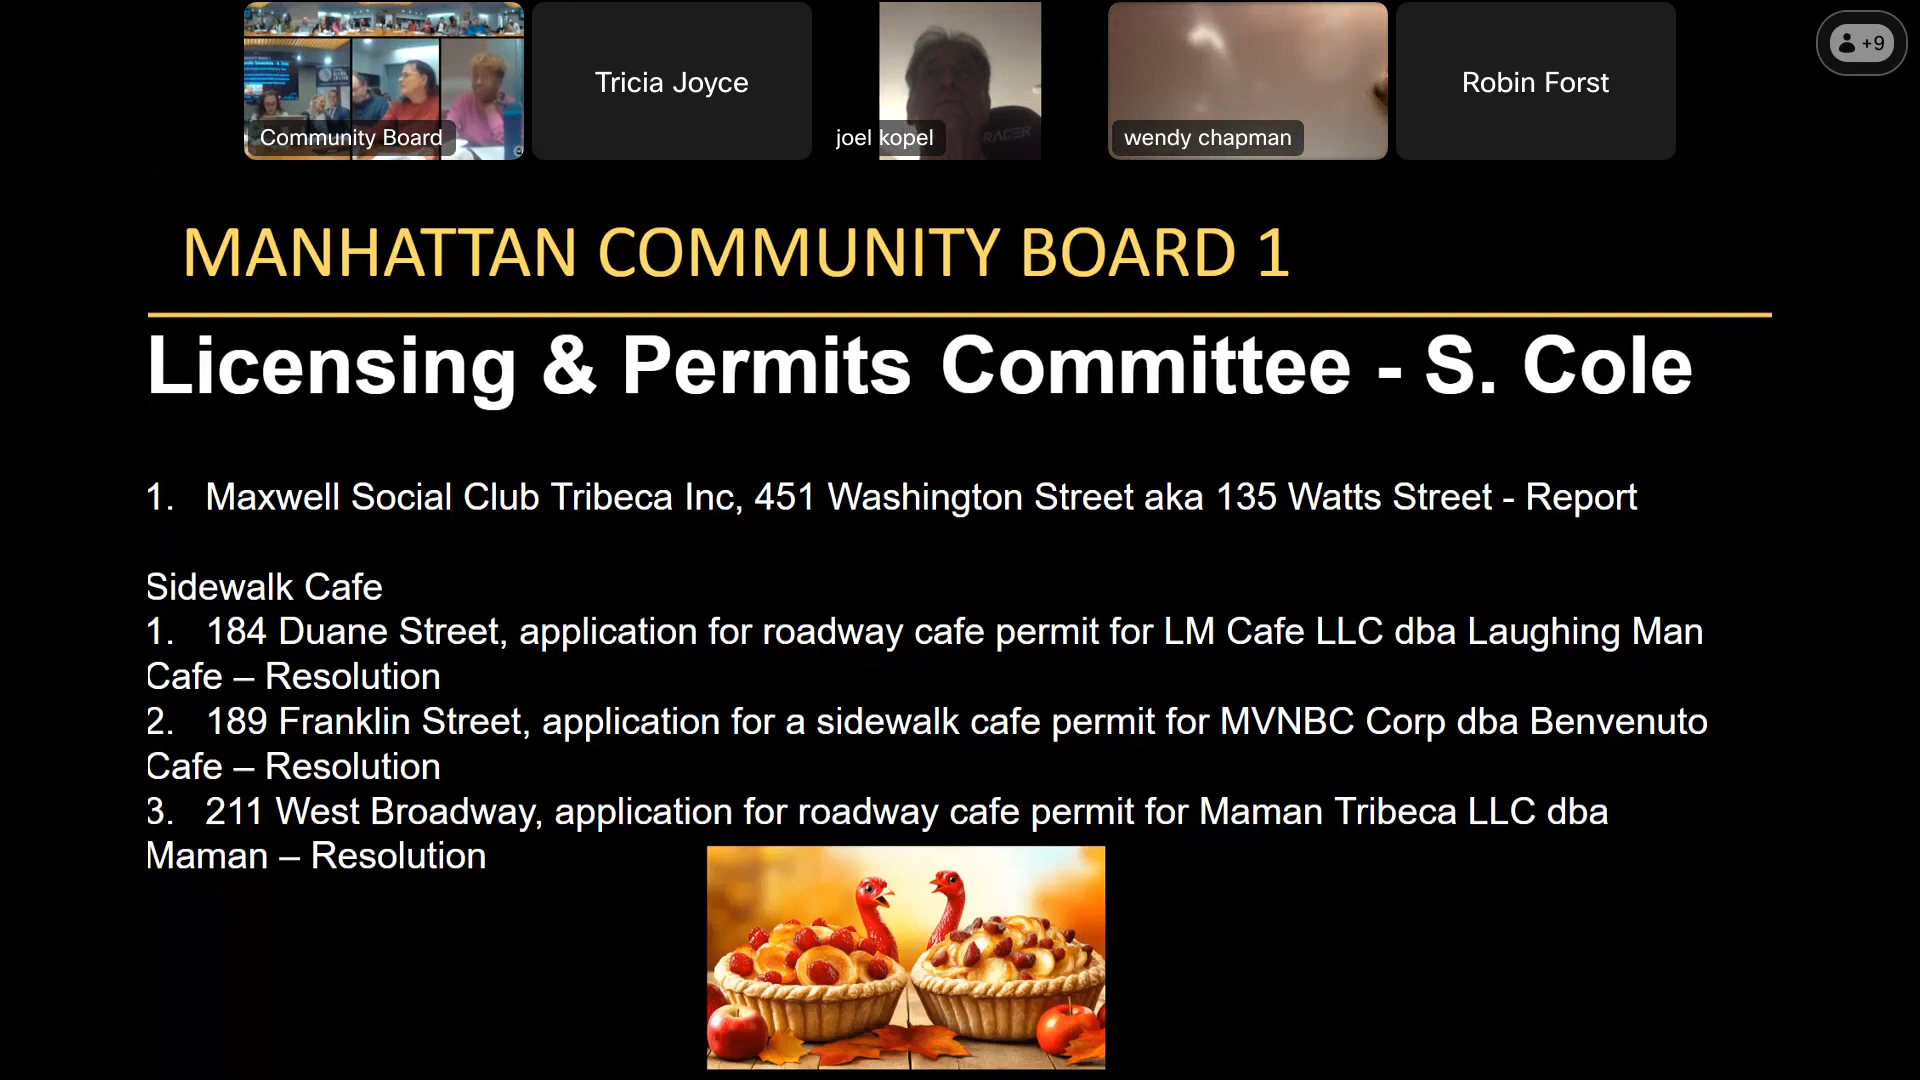 Community Board
Tricia Joyce
joel kopel
RACER
wendy chapman
Robin Forst
+9
MANHATTAN COMMUNITY BOARD 1
Licensing & Permits Committee - S. Cole
1. Maxwell Social Club Tribeca Inc, 451 Washington Street aka 135 Watts Street - Report
Sidewalk Cafe
1. 184 Duane Street, application for roadway cafe permit for LM Cafe LLC dba Laughing Man
Cafe – Resolution
2. 189 Franklin Street, application for a sidewalk cafe permit for MVNBC Corp dba Benvenuto
Cafe – Resolution
3. 211 West Broadway, application for roadway cafe permit for Maman Tribeca LLC dba
Maman – Resolution